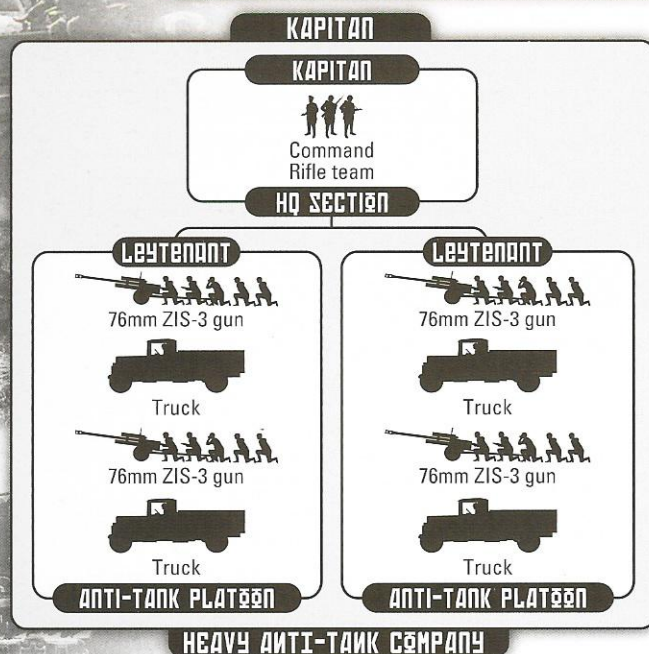 KAPITAN
KAPITAN
Command
Rifle team
HQ SECTION
LEYTENANT
76mm ZIS-3 gun
Truck
76mm ZIS-3 gun
Truck
ANTI-TANK PLATOON
LEYTENANT
76mm ZIS-3 gun
Truck
76mm ZIS-3 gun
Truck
ANTI-TANK PLATOON
HEAVY ANTI-TANK COMPANY